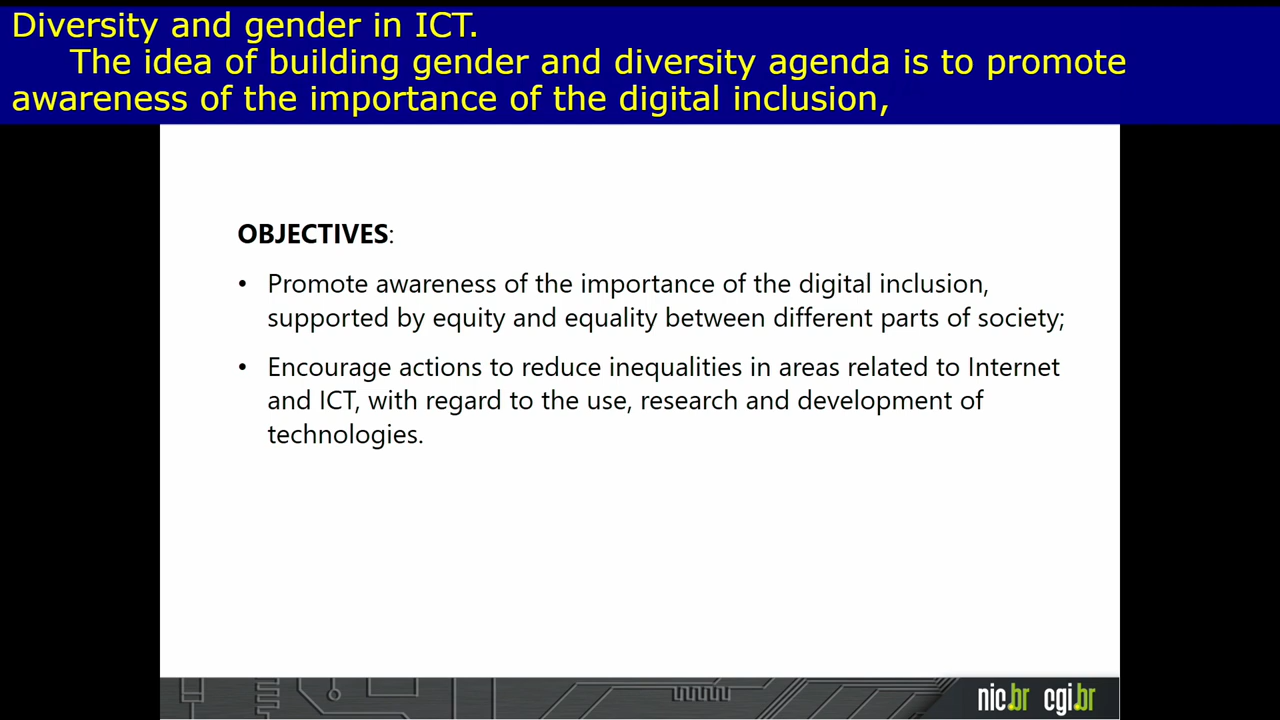 Diversity and gender in ICT.
The idea of building gender and diversity agenda is to promote
awareness of the importance of the digital inclusion,
OBJECTIVES:
• Promote awareness of the importance of the digital inclusion,
supported by equity and equality between different parts of society;
• Encourage actions to reduce inequalities in areas related to Internet
and ICT, with regard to the use, research and development of
technologies.
nic.br cgi.br